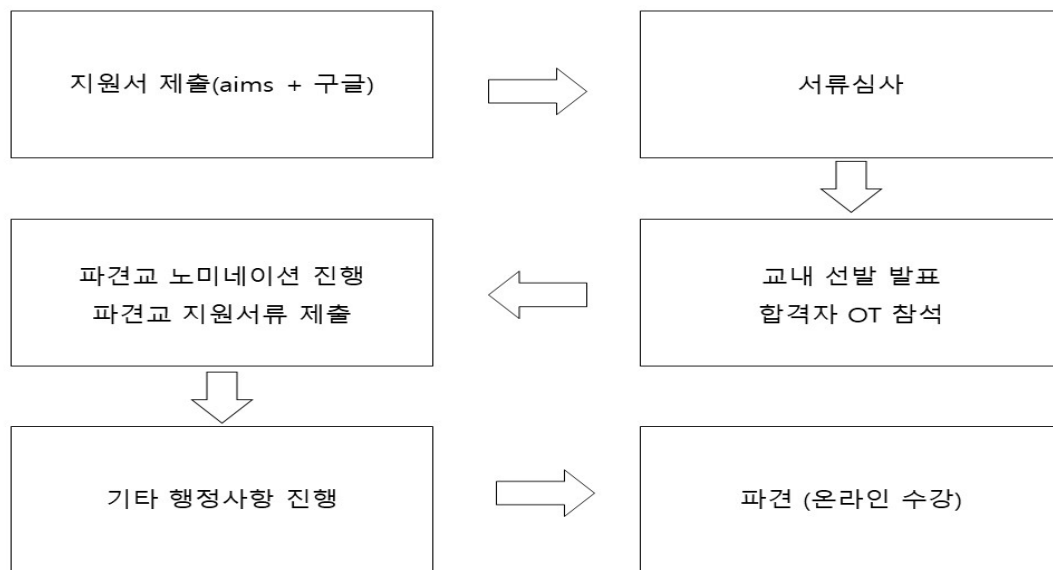 지원서 제출(aims + 구글)
서류심사
교내 선발 발표
합격자 OT 참석
파견교 노미네이션 진행
파견교 지원서류 제출
기타 행정사항 진행
파견 (온라인 수강)